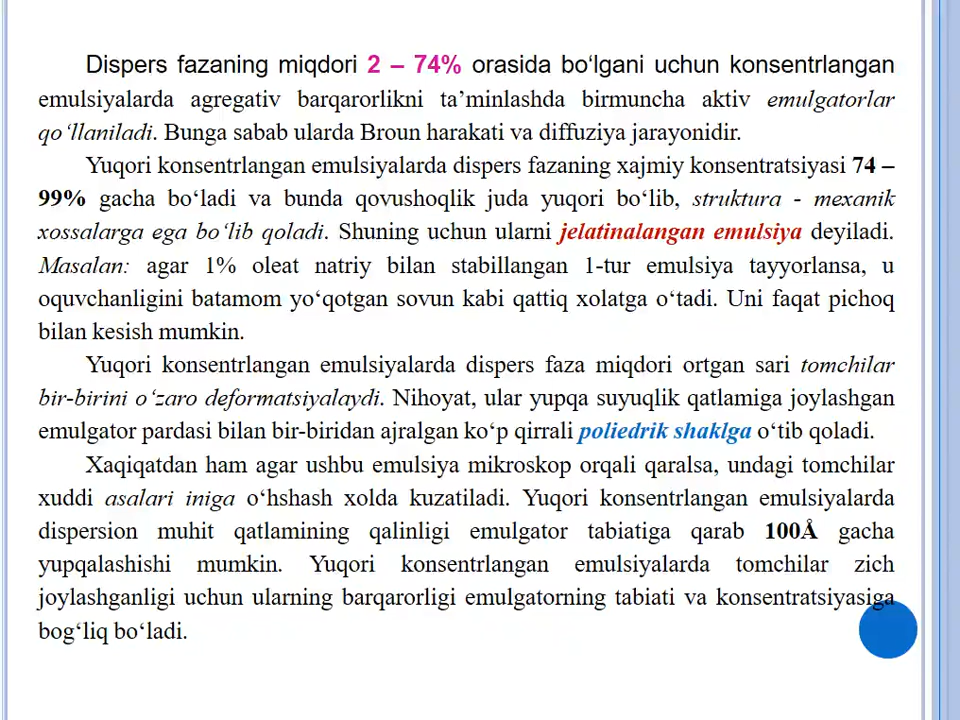 Dispers fazaning miqdori 2 – 74% orasida bo‘lgani uchun konsentrlangan
emulsiyalarda agregativ barqarorlikni ta’minlashda birmuncha aktiv emulgatorlar
qo‘llaniladi. Bunga sabab ularda Broun harakati va diffuziya jarayonidir.
Yuqori konsentrlangan emulsiyalarda dispers fazaning xajmiy konsentratsiyasi 74 –
99% gacha bo‘ladi va bunda qovushoqlik juda yuqori bo‘lib, struktura - mexanik
xossalarga ega bo‘lib qoladi. Shuning uchun ularni jelatinalangan emulsiya deyiladi.
Masalan: agar 1% oleat natriy bilan stabillangan 1-tur emulsiya tayyorlansa, u
oquvchanligini batamom yo‘qotgan sovun kabi qattiq xolatga o‘tadi. Uni faqat pichoq
bilan kesish mumkin.
Yuqori konsentrlangan emulsiyalarda dispers faza miqdori ortgan sari tomchilar
bir-birini o‘zaro deformatsiyalaydi. Nihoyat, ular yupqa suyuqlik qatlamiga joylashgan
emulgator pardasi bilan bir-biridan ajralgan ko‘p qirrali poliedrik shaklga o‘tib qoladi.
Xaqiqatdan ham agar ushbu emulsiya mikroskop orqali qaralsa, undagi tomchilar
xuddi asalari iniga o‘hshash xolda kuzatiladi. Yuqori konsentrlangan emulsiyalarda
dispersion muhit qatlamining qalinligi emulgator tabiatiga qarab 100Å gacha
yupqalashishi mumkin. Yuqori konsentrlangan emulsiyalarda tomchilar zich
joylashganligi uchun ularning barqarorligi emulgatorning tabiati va konsentratsiyasiga
bog‘liq bo‘ladi.